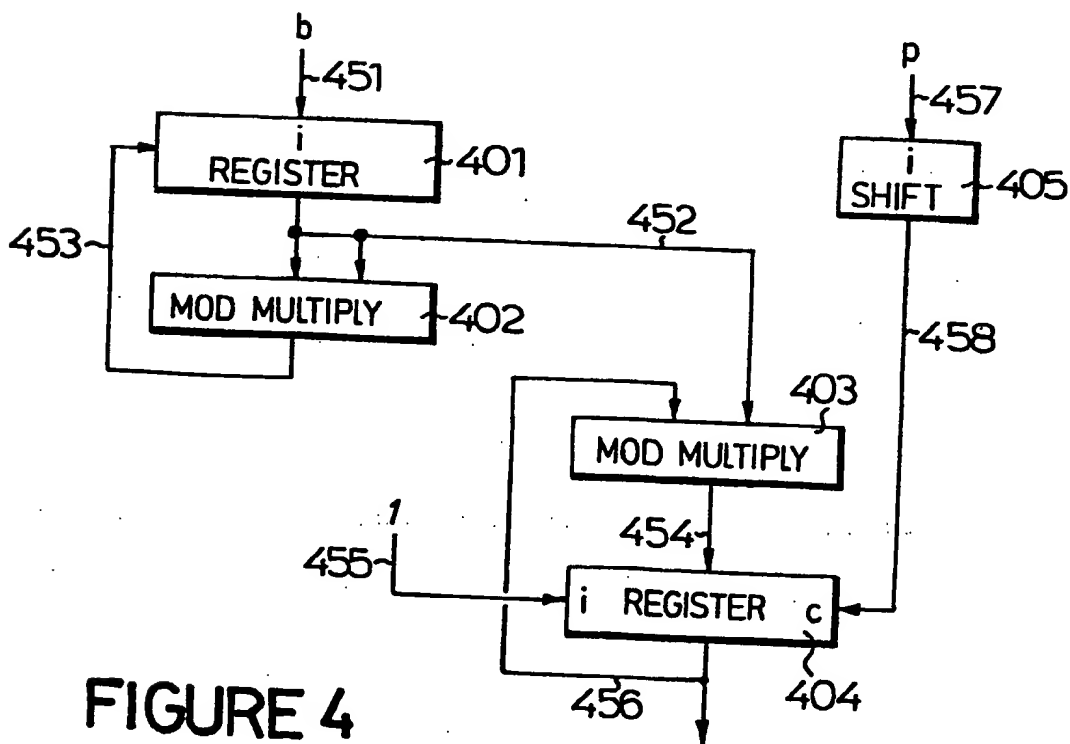 b
451
p
457
i
REGISTER
401
i
SHIFT
405
453
452
MOD MULTIPLY
402
458
403
MOD MULTIPLY
1
454
455
i REGISTER c
456
404
FIGURE 4